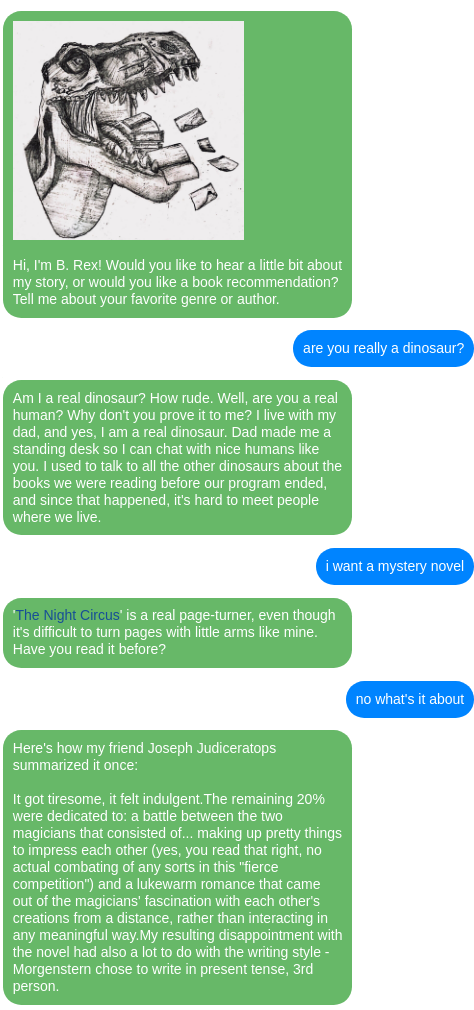 Hi, I'm B. Rex! Would you like to hear a little bit about
my story, or would you like a book recommendation?
Tell me about your favorite genre or author.
are you really a dinosaur?
Am I a real dinosaur? How rude. Well, are you a real
human? Why don't you prove it to me? I live with my
dad, and yes, I am a real dinosaur. Dad made me a
standing desk so I can chat with nice humans like
you. I used to talk to all the other dinosaurs about the
books we were reading before our program ended,
and since that happened, it's hard to meet people
where we live.
i want a mystery novel
'The Night Circus' is a real page-turner, even though
it's difficult to turn pages with little arms like mine.
Have you read it before?
no what's it about
Here's how my friend Joseph Judiceratops
summarized it once:
It got tiresome, it felt indulgent.The remaining 20%
were dedicated to: a battle between the two
magicians that consisted of... making up pretty things
to impress each other (yes, you read that right, no
actual combating of any sorts in this "fierce
competition") and a lukewarm romance that came
out of the magicians' fascination with each other's
creations from a distance, rather than interacting in
any meaningful way.My resulting disappointment with
the novel had also a lot to do with the writing style -
Morgenstern chose to write in present tense, 3rd
person.